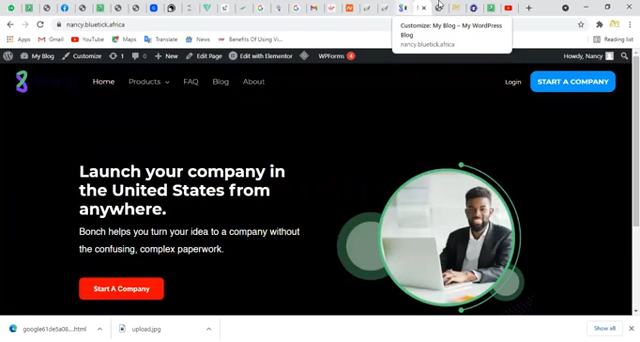 Customize: My Blog – My WordPress
Blog
nancy.bluetick.africa
nancy.bluetick.africa
Reading list
Apps
Gmail
YouTube
Maps
News
Benefits Of Using Vi...
My Blog
Customize
1
New
Edit Page
Edit with Elementor
WPForms
4
Howdy, Nancy
Home
Products
FAQ
Blog
About
Login
START A COMPANY
Launch your company in
the United States from
anywhere.
Bonch helps you turn your idea to a company without
the confusing, complex paperwork.
Start A Company
google61de5a08....html
upload.jpg
Show all